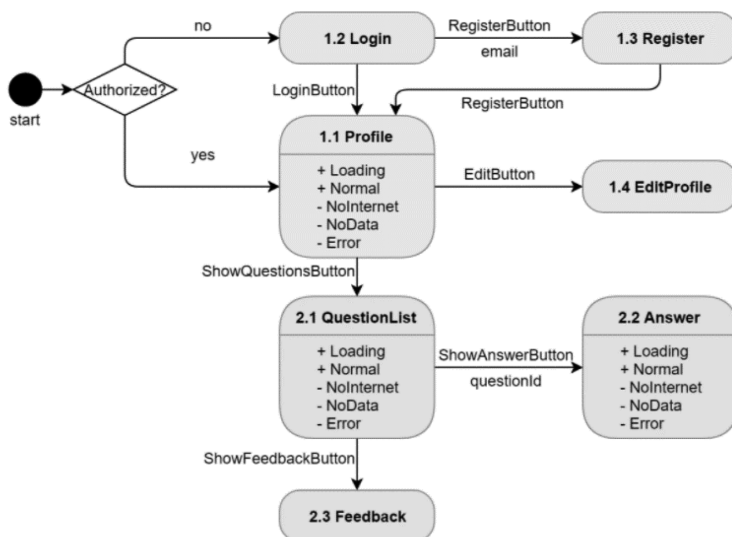 no
1.2 Login
RegisterButton
email
1.3 Register
Authorized?
start
LoginButton
RegisterButton
yes
1.1 Profile
+ Loading
+ Normal
- NoInternet
- NoData
- Error
EditButton
1.4 EditProfile
ShowQuestionsButton
2.1 QuestionList
+ Loading
+ Normal
- NoInternet
- NoData
- Error
ShowAnswerButton
questionId
2.2 Answer
+ Loading
+ Normal
- NoInternet
- NoData
- Error
ShowFeedbackButton
2.3 Feedback